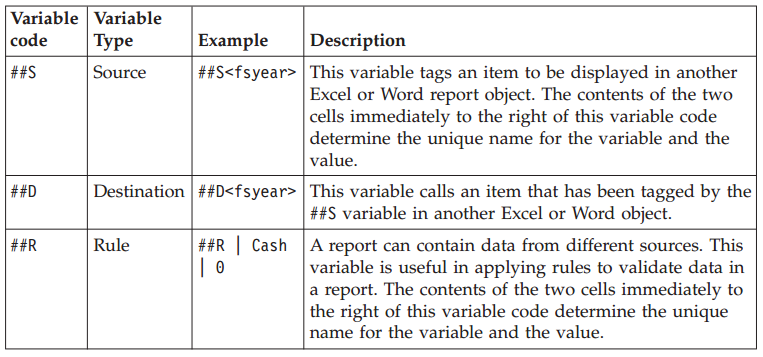 Variable code | Variable Type | Example | Description
##S | Source | ##S<fsyear> | This variable tags an item to be displayed in another
Excel or Word report object. The contents of the two
cells immediately to the right of this variable code
determine the unique name for the variable and the
value.
##D | Destination | ##D<fsyear> | This variable calls an item that has been tagged by the
##S variable in another Excel or Word object.
##R | Rule | ##R | Cash | 0 | A report can contain data from different sources. This
variable is useful in applying rules to validate data in
a report. The contents of the two cells immediately to
the right of this variable code determine the unique
name for the variable and the value.